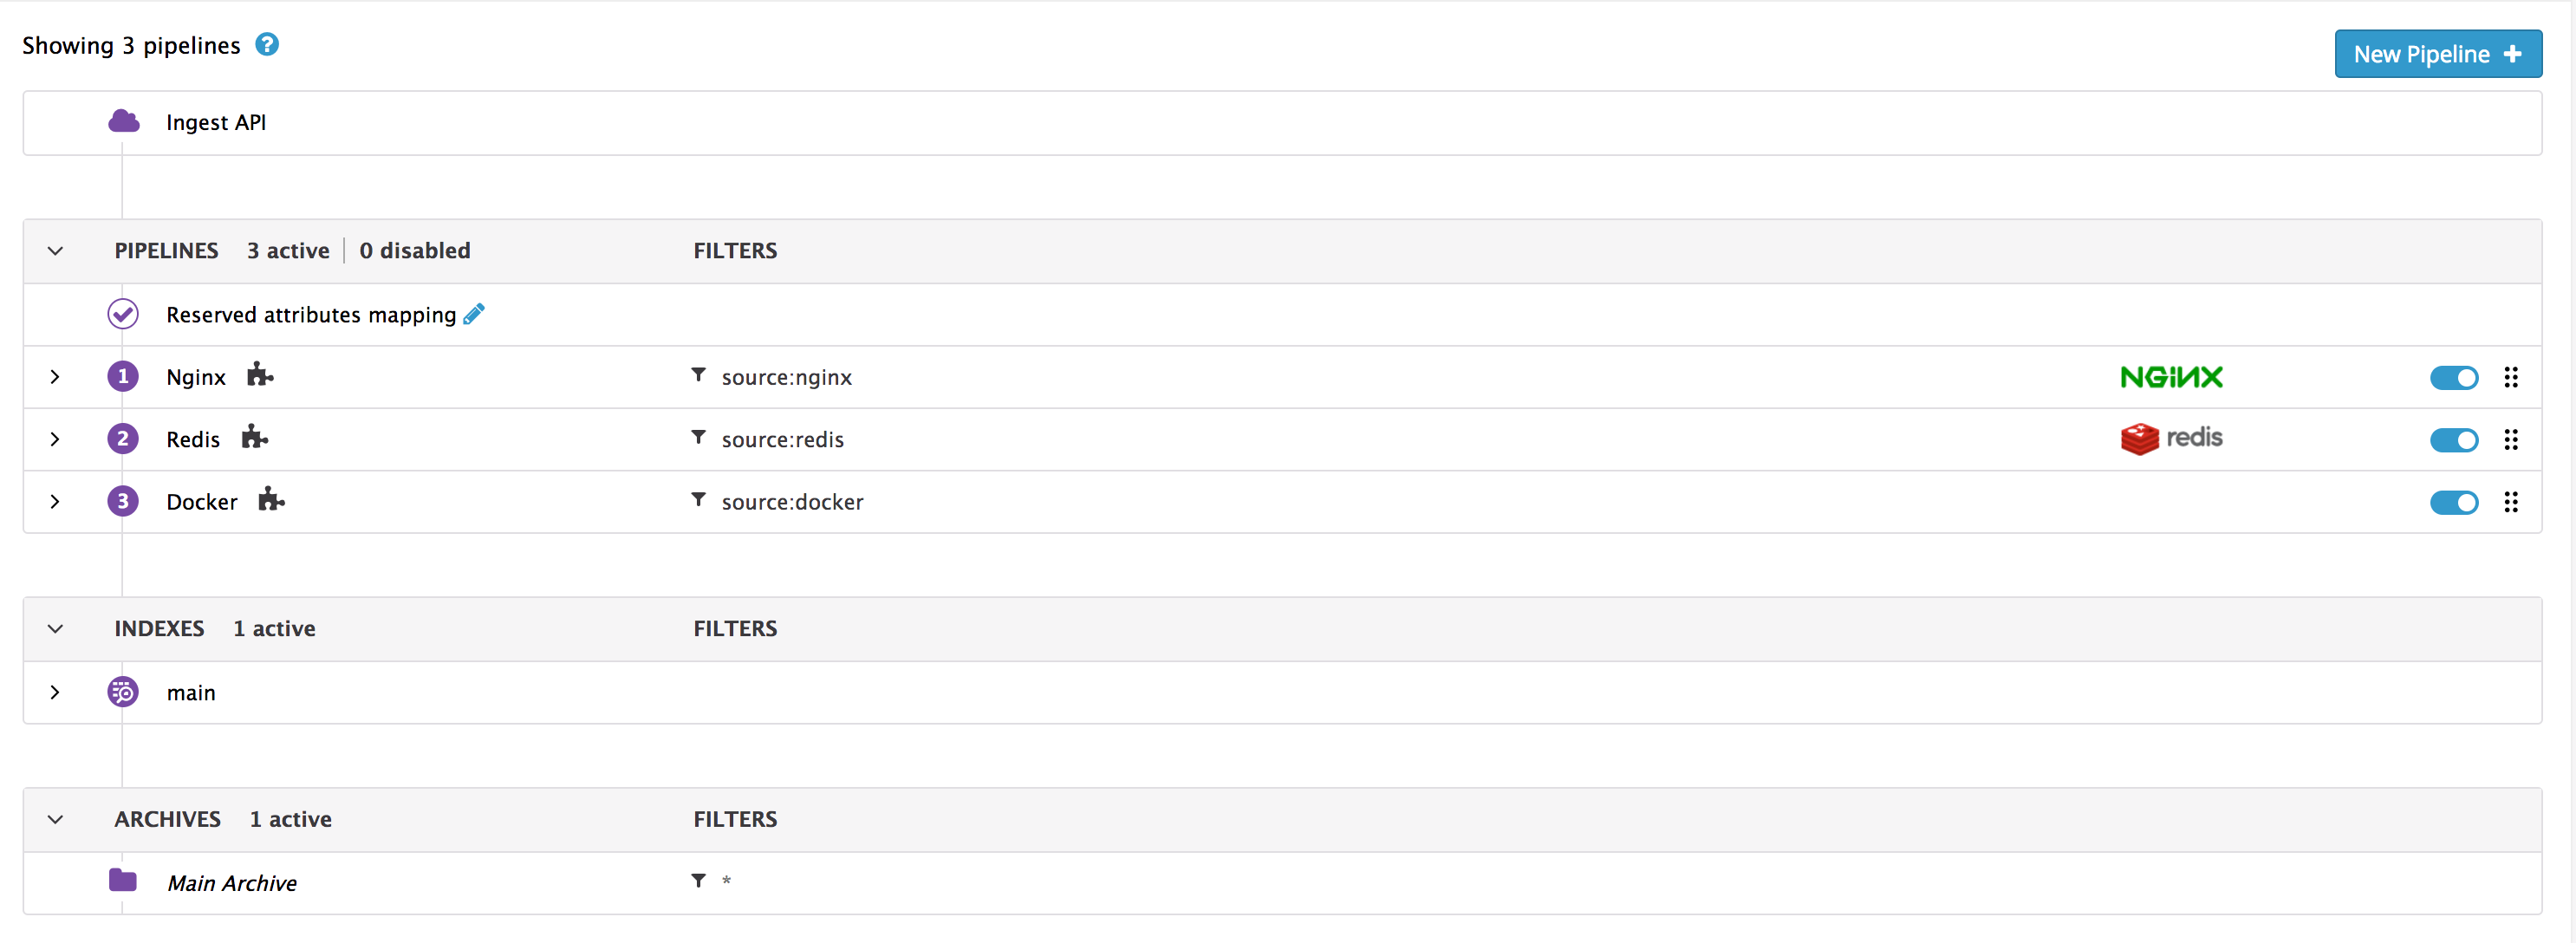 Showing 3 pipelines ?
New Pipeline +
Ingest API
PIPELINES 3 active | 0 disabled FILTERS
Reserved attributes mapping
1 Nginx source:nginx NGINX
2 Redis source:redis redis
3 Docker source:docker
INDEXES 1 active FILTERS
main
ARCHIVES 1 active FILTERS
Main Archive *